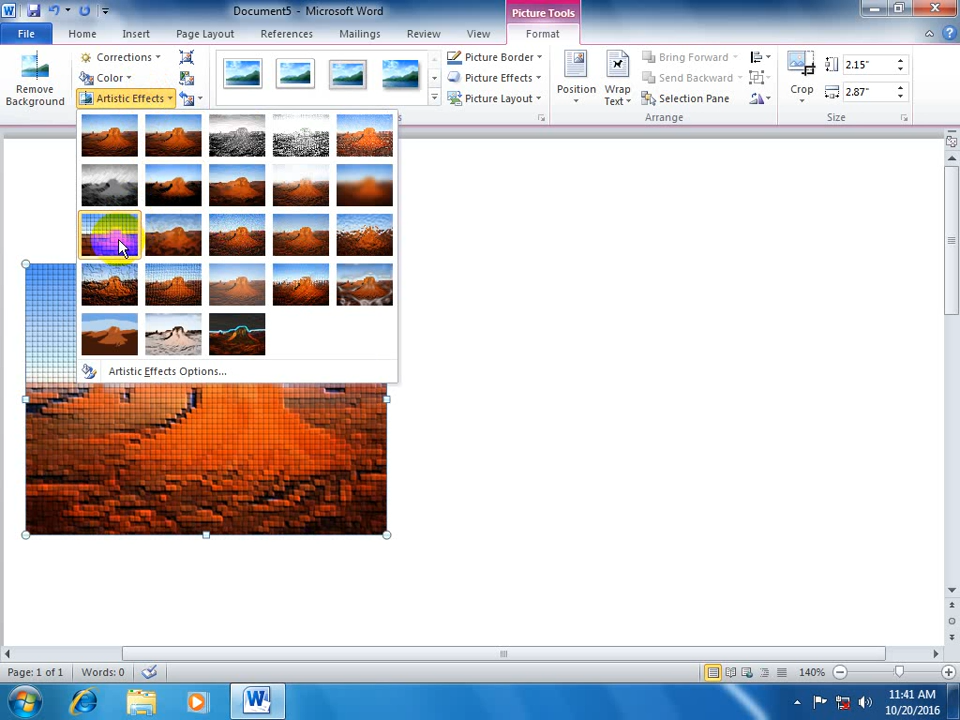 Document5 - Microsoft Word
Picture Tools
File
Home
Insert
Page Layout
References
Mailings
Review
View
Format
Remove
Background
Corrections
Color
Artistic Effects
Picture Border
Picture Effects
Picture Layout
Position
Wrap
Text
Bring Forward
Send Backward
Selection Pane
Arrange
Crop
2.15"
2.87"
Size
Artistic Effects Options...
Page: 1 of 1
Words: 0
140%
11:41 AM
10/20/2016